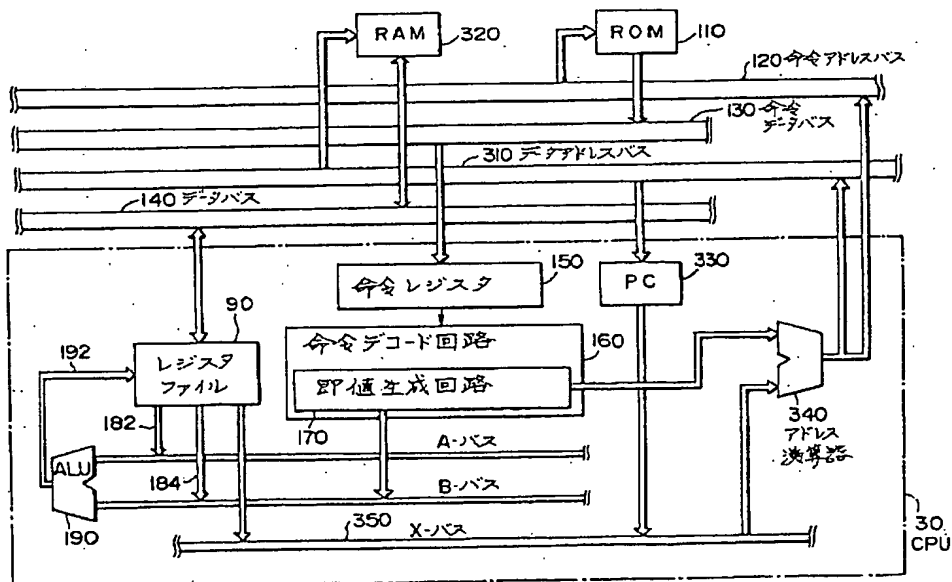 RAM
320
ROM
110
120 命令アドレスバス
130 命令
データバス
310 データアドレスバス
140 データバス
150
命令レジスタ
PC
330
90
レジスタ
ファイル
192
182
命令デコード回路
160
即値生成回路
170
340
アドレス
演算器
A-バス
ALU
184
B-バス
190
350
X-バス
30
CPU